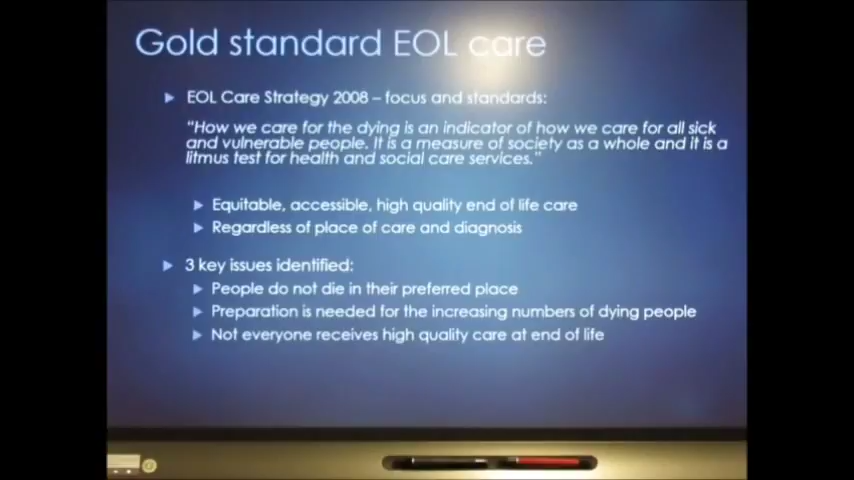 Gold standard EOL care
EOL Care Strategy 2008 – focus and standards:
“How we care for the dying is an indicator of how we care for all sick
and vulnerable people. It is a measure of society as a whole and it is a
litmus test for health and social care services.”
Equitable, accessible, high quality end of life care
Regardless of place of care and diagnosis
3 key issues identified:
People do not die in their preferred place
Preparation is needed for the increasing numbers of dying people
Not everyone receives high quality care at end of life